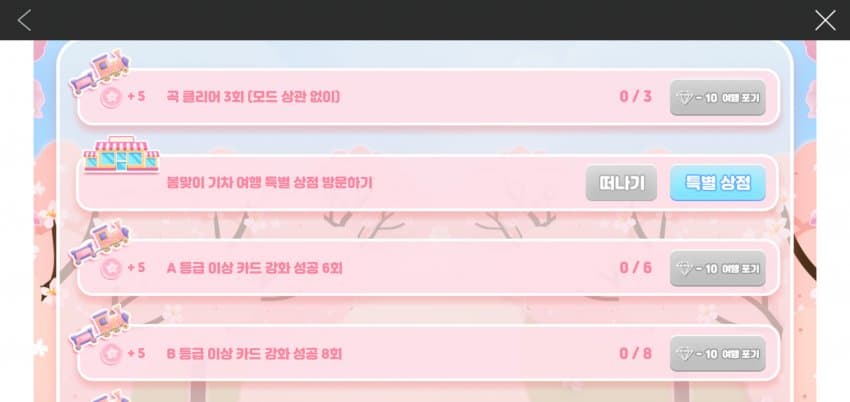 +5 곡 클리어 3회 (모드 상관 없이) 0 / 3 - 10 여행 포기
봄맞이 기차 여행 특별 상점 방문하기 떠나기 특별 상점
+5 A 등급 이상 카드 강화 성공 6회 0 / 6 - 10 여행 포기
+5 B 등급 이상 카드 강화 성공 8회 0 / 8 - 10 여행 포기